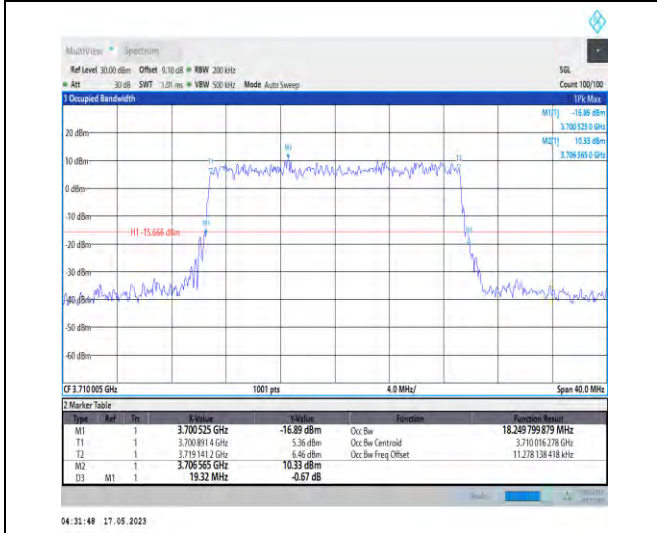 MultiView Spectrum
Ref Level 30.00 dBm Offset 9.10 dB RBW 200 kHz SGL
Att 30 dB SWT 1.01 ms VBW 500 kHz Mode Auto Sweep Count 100/100
1 Occupied Bandwidth 1Pk Max
M1(1) -16.89 dBm
3.700 525 0 GHz
M2(1) 10.33 dBm
3.706 565 0 GHz
20 dBm
M2
10 dBm
T1 T2
0 dBm
-10 dBm
M1
H1 -15.666 dBm
-20 dBm
-30 dBm
-40 dBm
-50 dBm
-60 dBm
CF 3.710 005 GHz 1001 pts 4.0 MHz/ Span 40.0 MHz
2 Marker Table
Type Ref Trc X-Value Y-Value Function Function Result
M1 1 3.700 525 GHz -16.89 dBm Occ Bw 18.249 799 879 MHz
T1 1 3.700 891 4 GHz 5.36 dBm Occ Bw Centroid 3.710 016 278 GHz
T2 1 3.719 141 2 GHz 6.46 dBm Occ Bw Freq Offset 11.278 138 418 kHz
M2 1 3.706 565 GHz 10.33 dBm
D3 M1 1 19.32 MHz -0.67 dB
04:31:48 17.05.2023